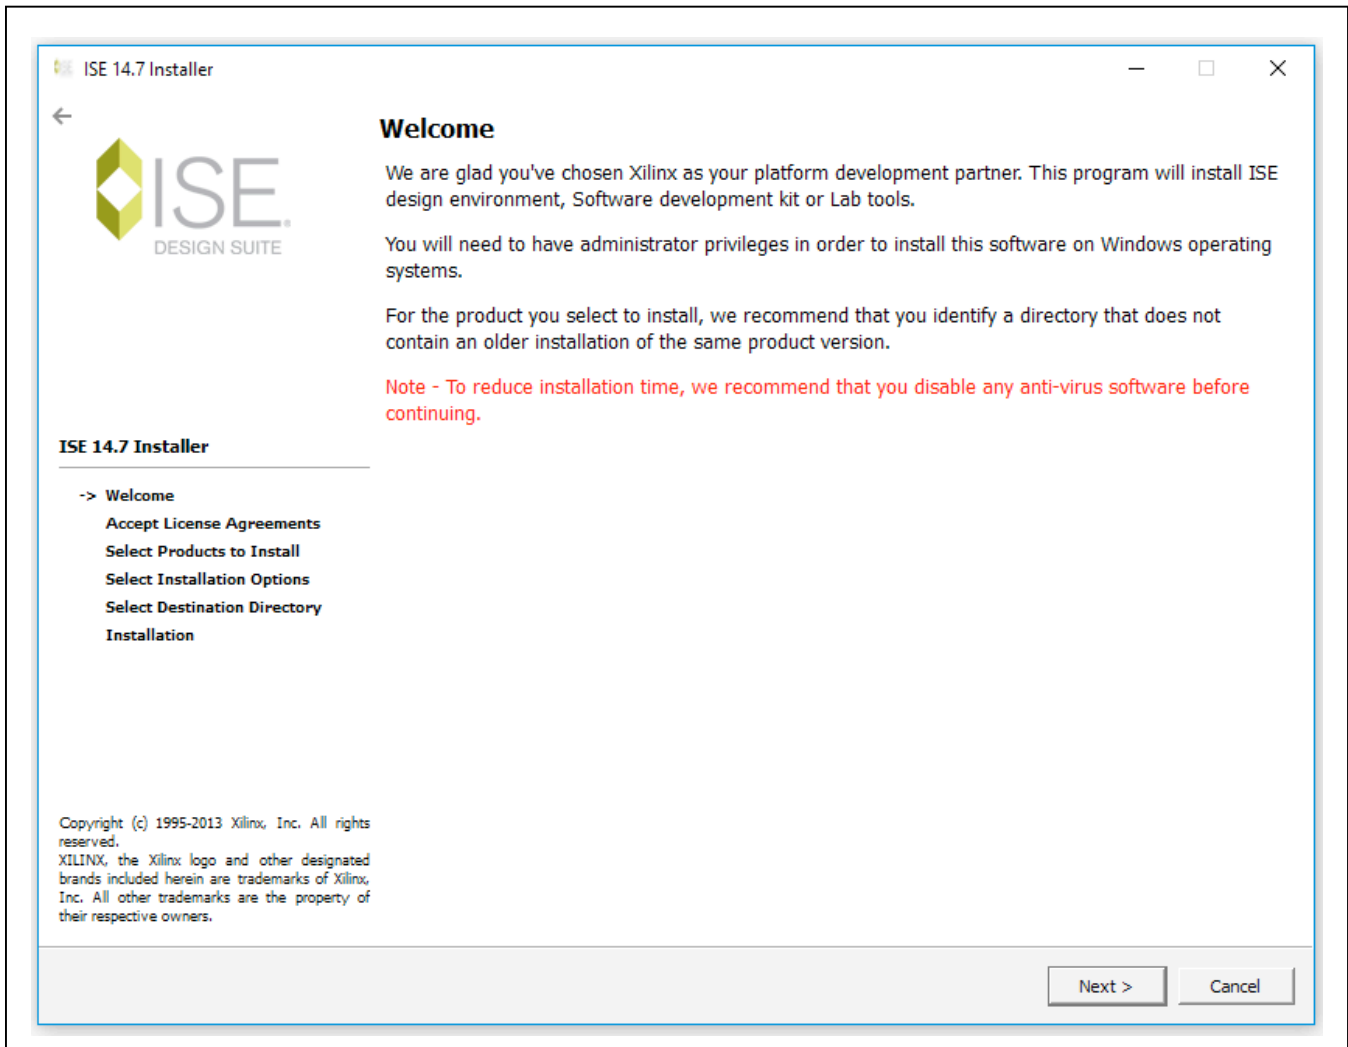 ISE 14.7 Installer
ISE
DESIGN SUITE
Welcome
We are glad you've chosen Xilinx as your platform development partner. This program will install ISE
design environment, Software development kit or Lab tools.
You will need to have administrator privileges in order to install this software on Windows operating
systems.
For the product you select to install, we recommend that you identify a directory that does not
contain an older installation of the same product version.
Note - To reduce installation time, we recommend that you disable any anti-virus software before
continuing.
ISE 14.7 Installer
-> Welcome
Accept License Agreements
Select Products to Install
Select Installation Options
Select Destination Directory
Installation
Copyright (c) 1995-2013 Xilinx, Inc. All rights
reserved.
XILINX, the Xilinx logo and other designated
brands included herein are trademarks of Xilinx,
Inc. All other trademarks are the property of
their respective owners.
Next >
Cancel